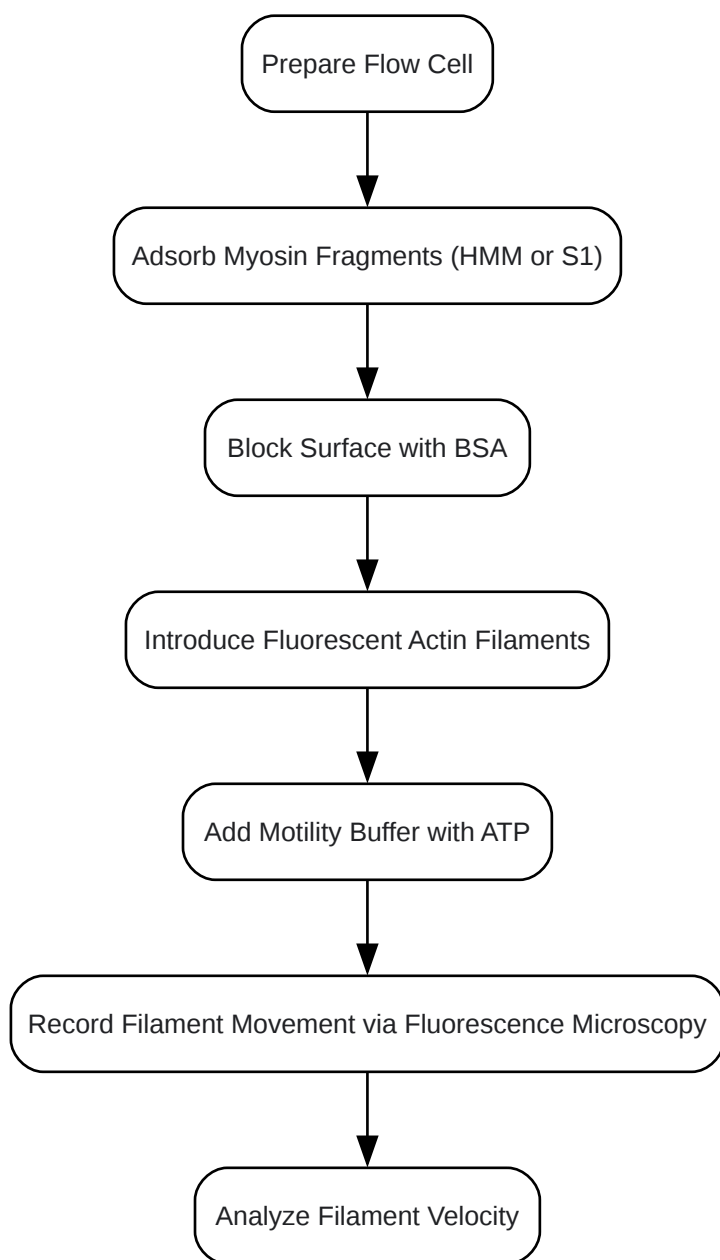 Prepare Flow Cell
Adsorb Myosin Fragments (HMM or S1)
Block Surface with BSA
Introduce Fluorescent Actin Filaments
Add Motility Buffer with ATP
Record Filament Movement via Fluorescence Microscopy
Analyze Filament Velocity